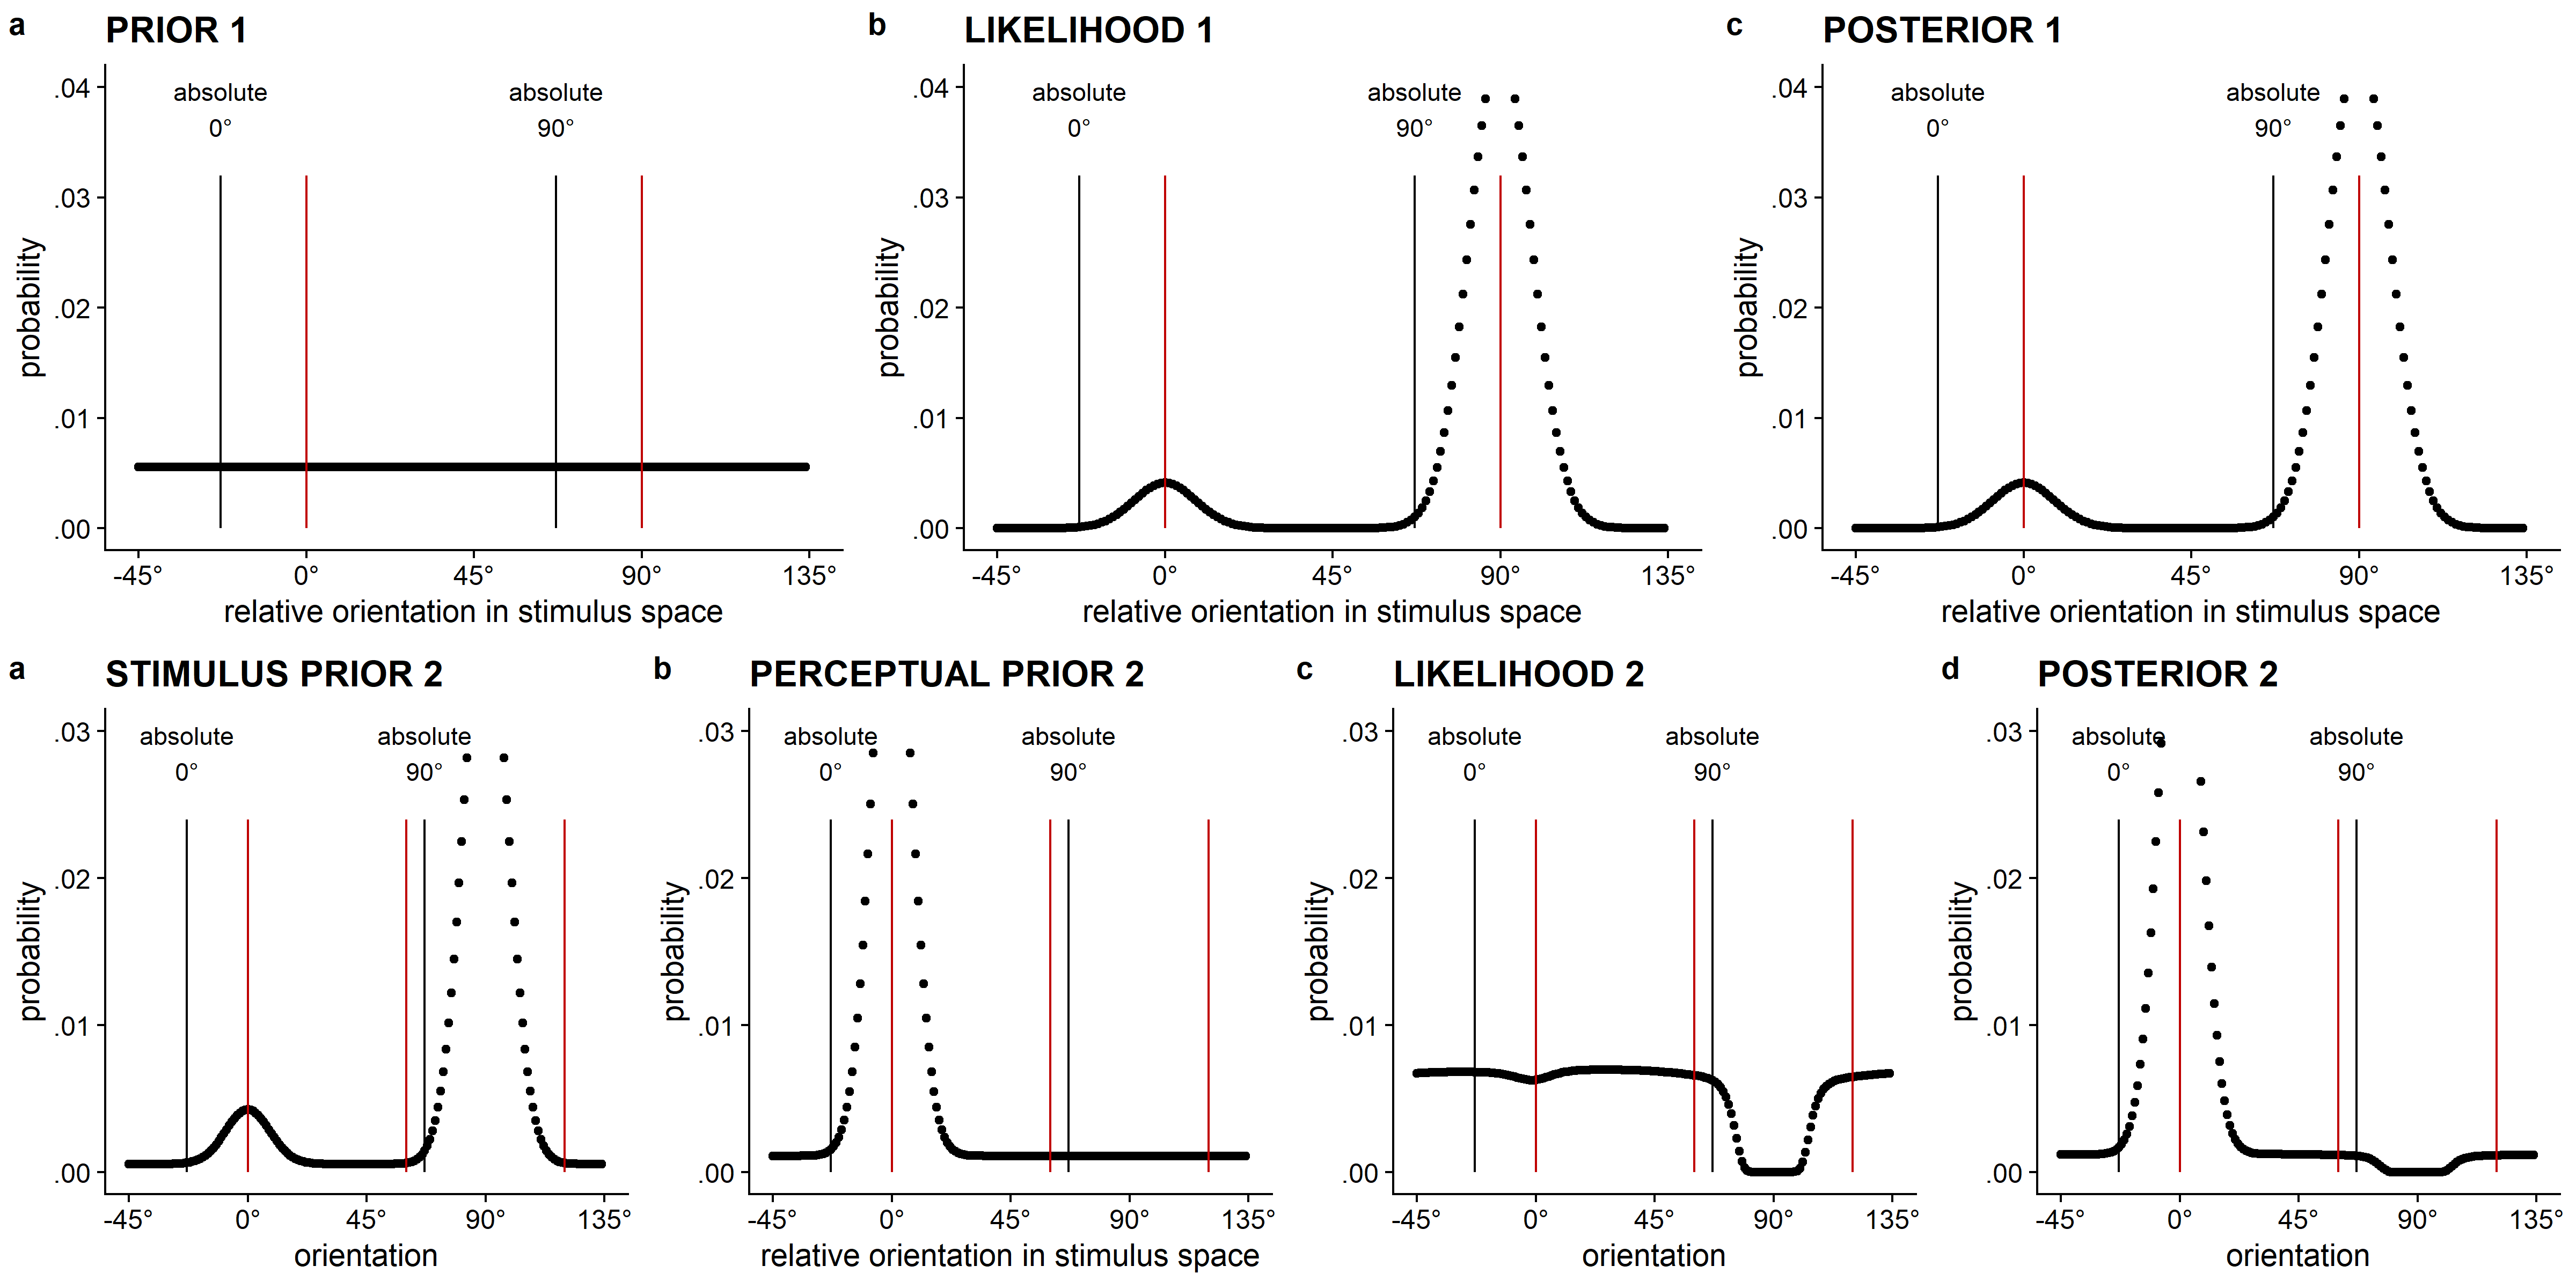 a PRIOR 1
.04
.03
.02
.01
.00
absolute
0°
absolute
90°
probability
-45° 0° 45° 90° 135°
relative orientation in stimulus space
b LIKELIHOOD 1
.04
.03
.02
.01
.00
absolute
0°
absolute
90°
probability
-45° 0° 45° 90° 135°
relative orientation in stimulus space
c POSTERIOR 1
.04
.03
.02
.01
.00
absolute
0°
absolute
90°
probability
-45° 0° 45° 90° 135°
relative orientation in stimulus space
a STIMULUS PRIOR 2
.03
.02
.01
.00
absolute
0°
absolute
90°
probability
-45° 0° 45° 90° 135°
orientation
b PERCEPTUAL PRIOR 2
.03
.02
.01
.00
absolute
0°
absolute
90°
probability
-45° 0° 45° 90° 135°
relative orientation in stimulus space
c LIKELIHOOD 2
.03
.02
.01
.00
absolute
0°
absolute
90°
probability
-45° 0° 45° 90° 135°
orientation
d POSTERIOR 2
.03
.02
.01
.00
absolute
0°
absolute
90°
probability
-45° 0° 45° 90° 135°
orientation